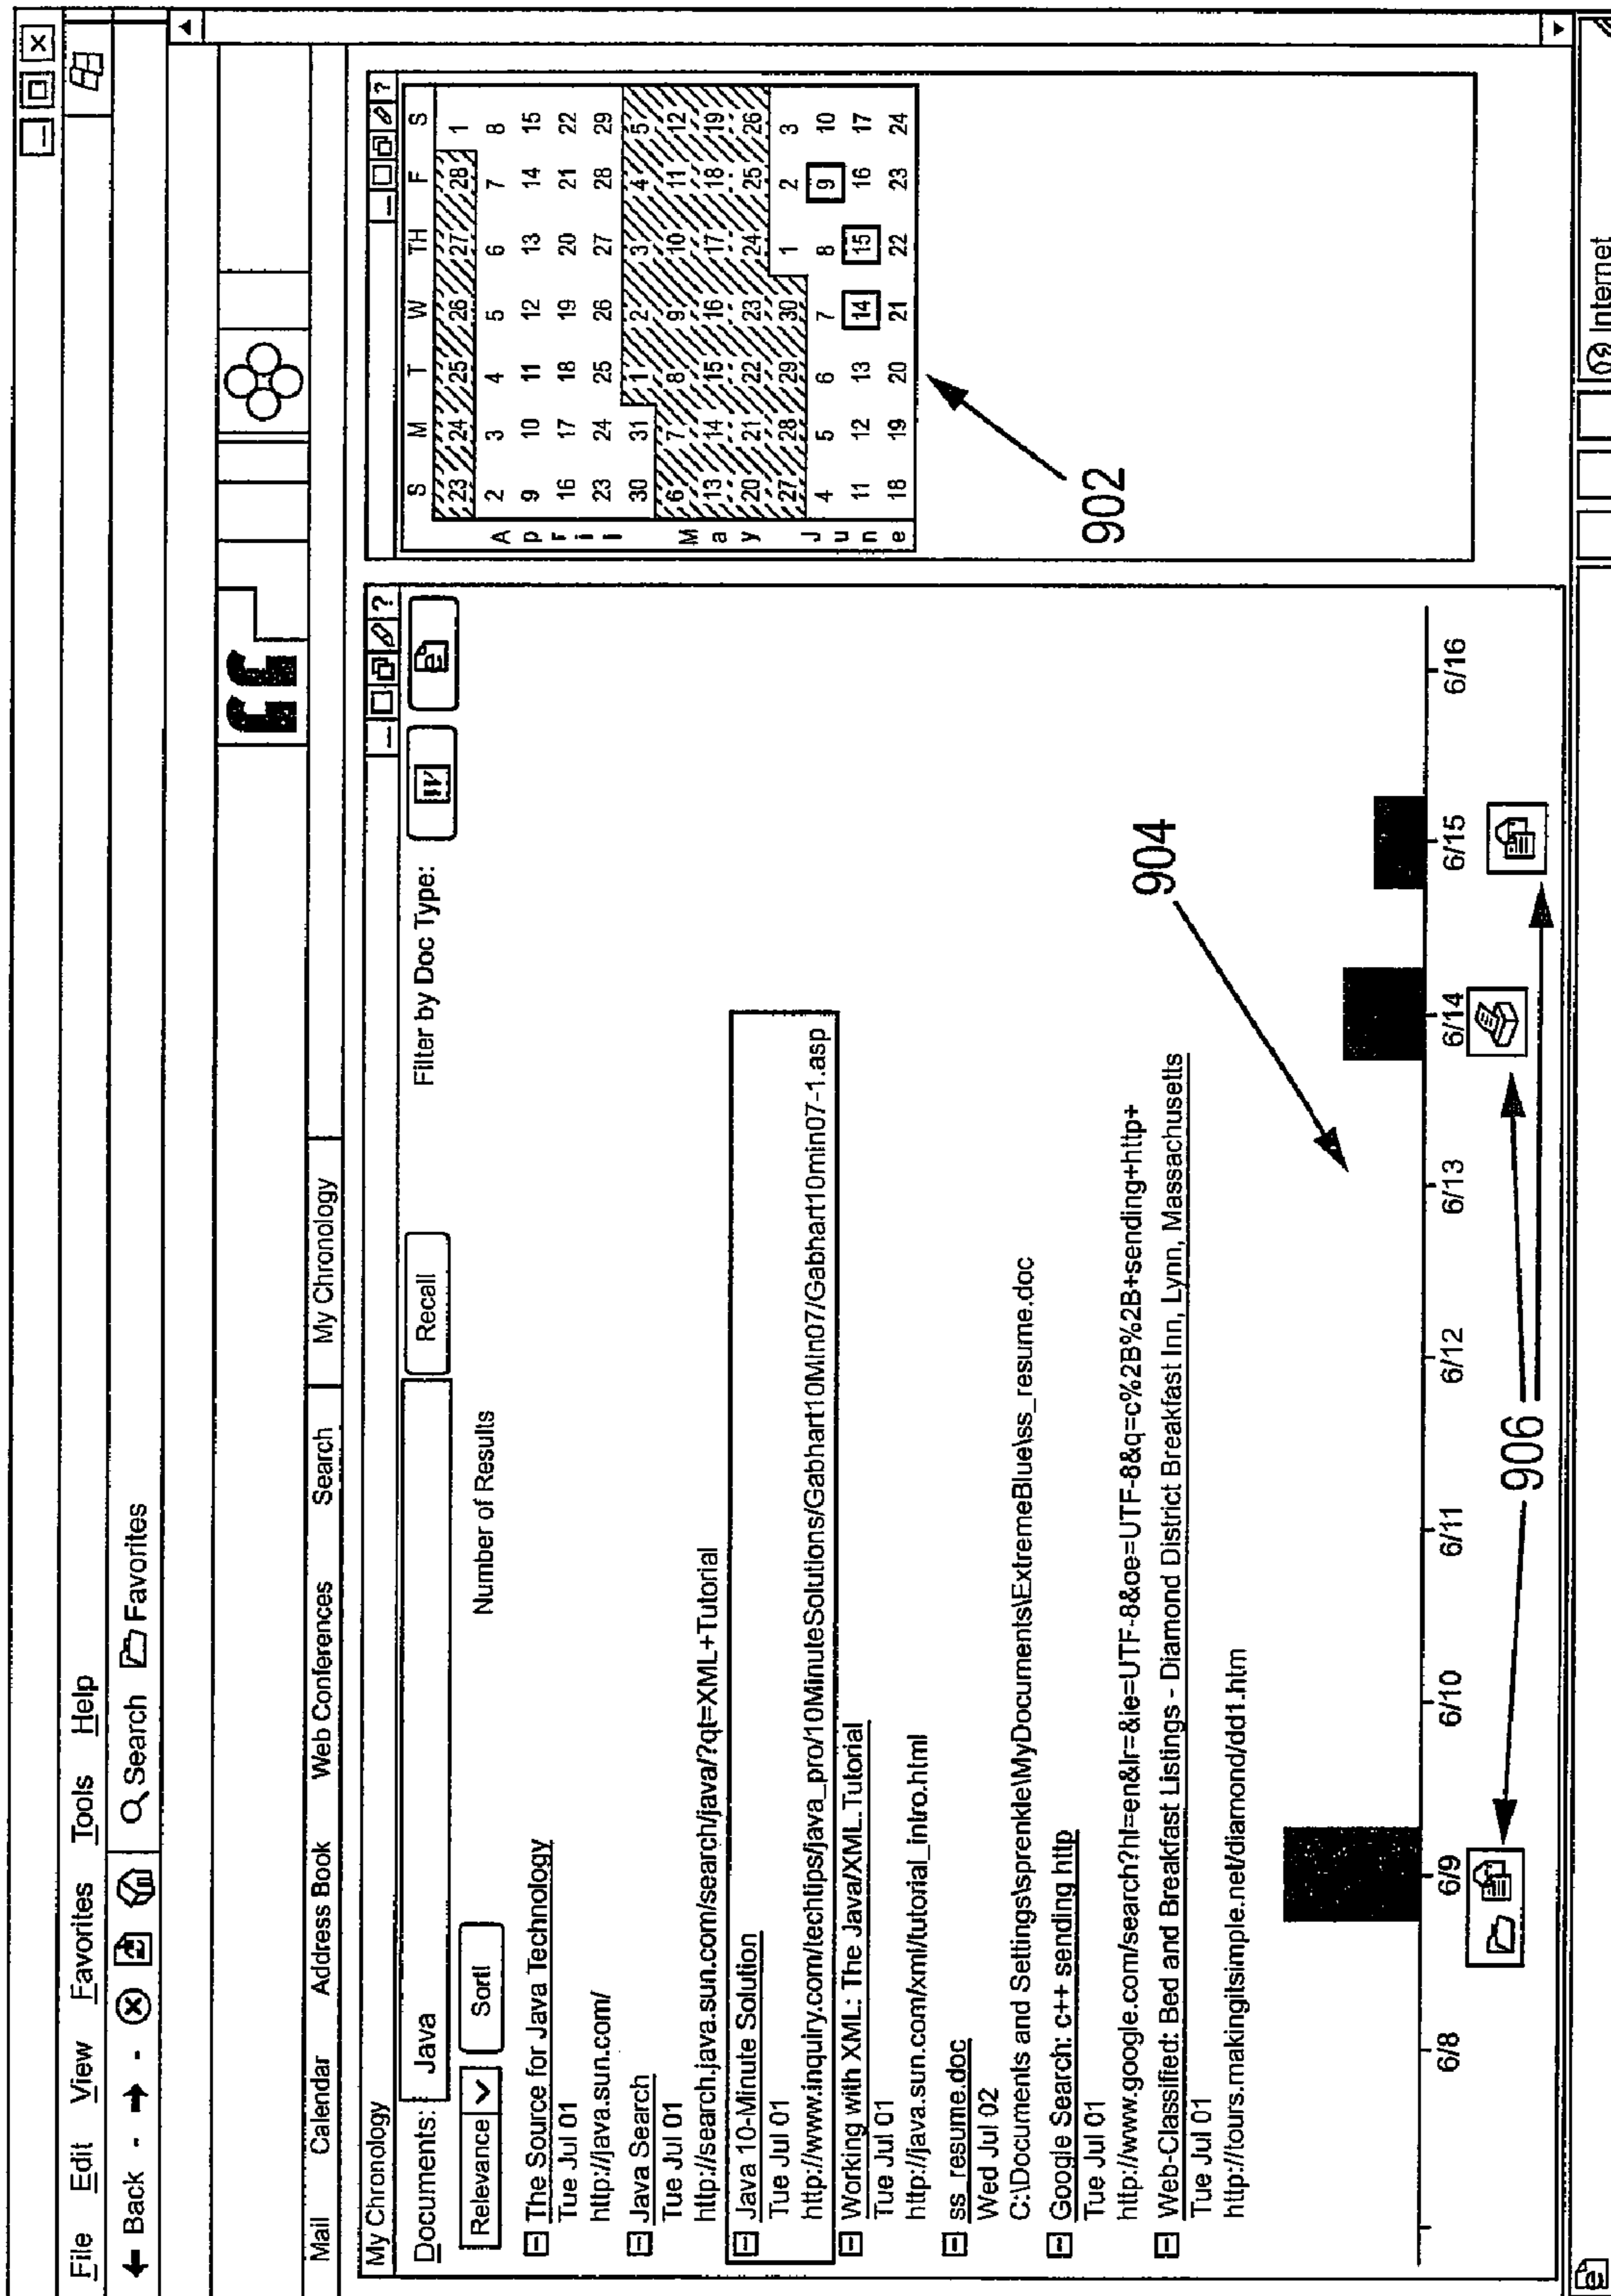 File Edit View Favorites Tools Help
Back Search Favorites
Mail Calendar Address Book Web Conferences Search My Chronology
My Chronology
Documents: Java Recall Filter by Doc Type: W e
Relevance Sort! Number of Results
The Source for Java Technology
Tue Jul 01
http://java.sun.com/
Java Search
Tue Jul 01
http://search.java.sun.com/search/java/?qt=XML+Tutorial
Java 10-Minute Solution
Tue Jul 01
http://www.inquiry.com/techtips/java_pro/10MinuteSolutions/Gabhart10Min07/Gabhart10min07-1.asp
Working with XML: The Java/XML.Tutorial
Tue Jul 01
http://java.sun.com/xml/tutorial_intro.html
ss_resume.doc
Wed Jul 02
C:\Documents and Settings\sprenkle\MyDocuments\ExtremeBlue\ss_resume.doc
Google Search: c++ sending http
Tue Jul 01
http://www.google.com/search?hl=en&lr=&ie=UTF-8&oe=UTF-8&q=c%2B%2B+sending+http+
Web-Classified: Bed and Breakfast Listings - Diamond District Breakfast Inn, Lynn, Massachusetts
Tue Jul 01
http://tours.makingitsimple.net/diamond/dd1.htm
904
6/8 6/9 6/10 6/11 6/12 6/13 6/14 6/15 6/16
906
?
S M T W TH F S
23 24 25 26 27 28 1
2 3 4 5 6 7 8
9 10 11 12 13 14 15
16 17 18 19 20 21 22
23 24 25 26 27 28 29
30 31 1 2 3 4 5
6 7 8 9 10 11 12
13 14 15 16 17 18 19
20 21 22 23 24 25 26
27 28 29 30 1 2 3
4 5 6 7 8 9 10
11 12 13 14 15 16 17
18 19 20 21 22 23 24
April
May
June
902
e Internet